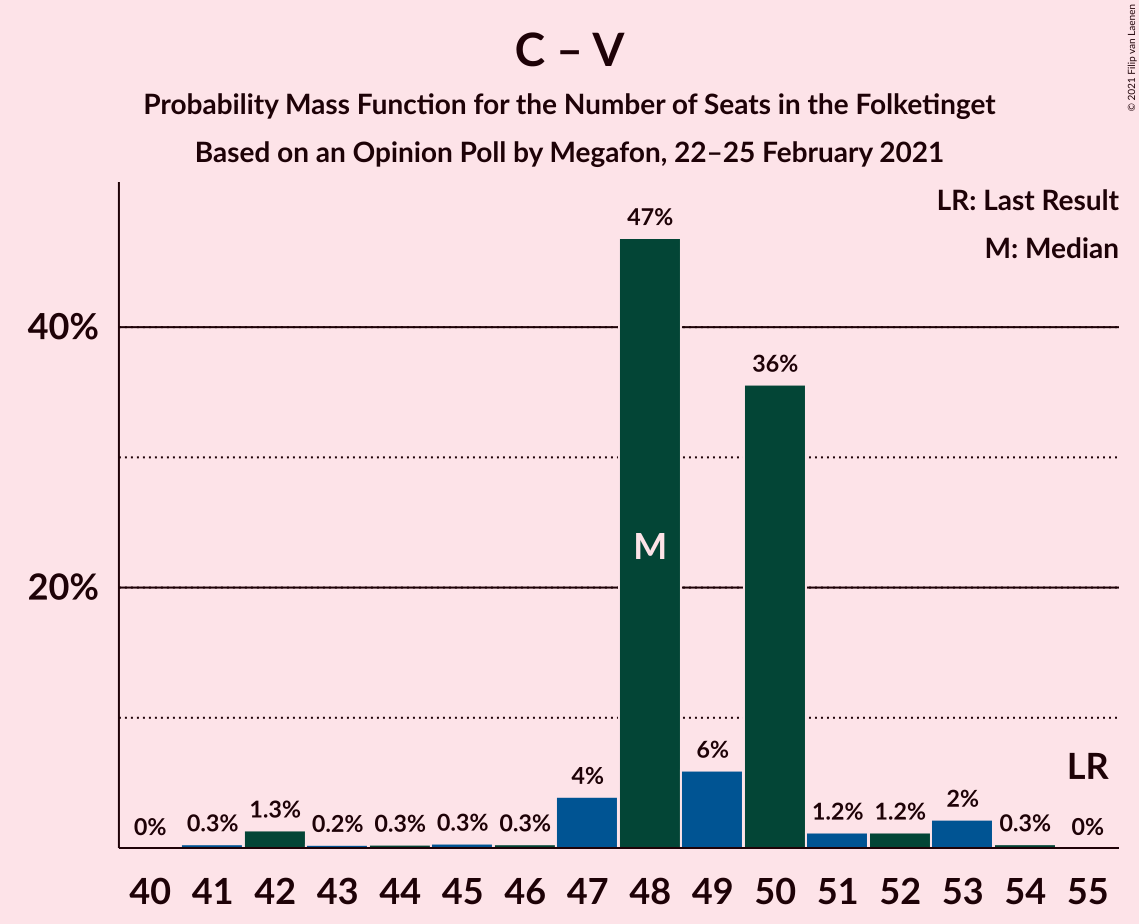 C – V
Probability Mass Function for the Number of Seats in the Folketinget
Based on an Opinion Poll by Megafon, 22–25 February 2021
© 2021 Filip van Laenen
LR: Last Result
M: Median
40%
20%
0%
0.3%
1.3%
0.2%
0.3%
0.3%
0.3%
4%
47%
M
6%
36%
1.2%
1.2%
2%
0.3%
0%
LR
40 41 42 43 44 45 46 47 48 49 50 51 52 53 54 55